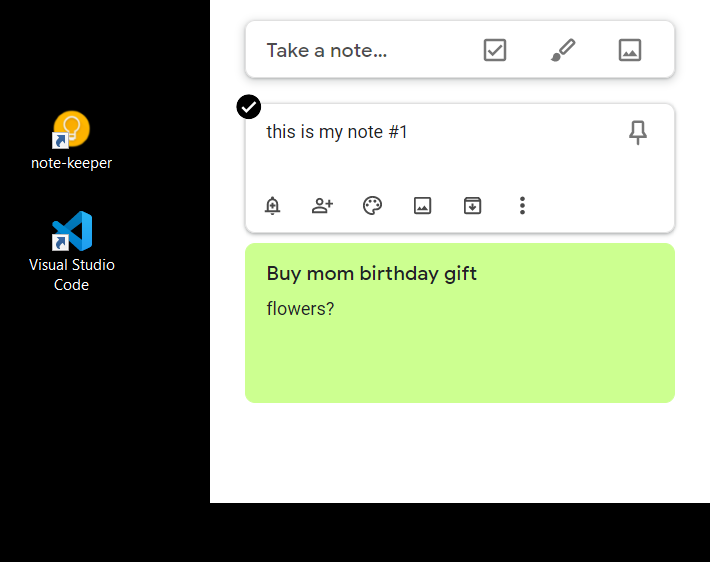 Take a note...
this is my note #1
Buy mom birthday gift
flowers?
note-keeper
Visual Studio
Code